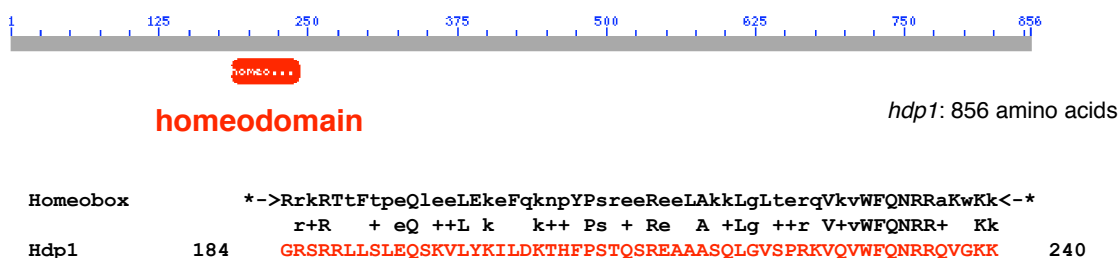 1 125 250 375 500 625 750 856
homeo...
homeodomain
hdp1: 856 amino acids
Homeobox *->RrkRTtFtpeQleeLEkeFqknpYPsreeReeLAkkLgLterqVkvWFQNRRaKwKk<-*
r+R + eQ ++L k k++ Ps + Re A +Lg ++r V+vWFQNRR+ Kk
Hdp1 184 GRSRRLLSLEQSKVLYKILDKTHFPSTQSREAAASQLGVSPRKVQVWFQNRRQVGKK 240